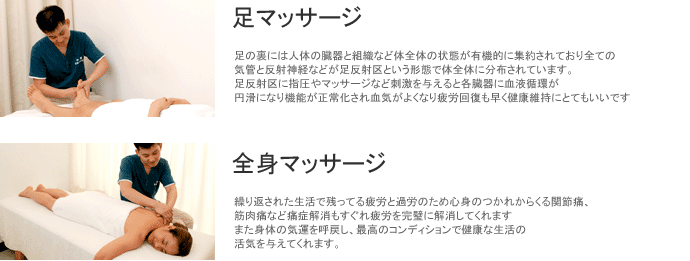 足マッサージ
足の裏には人体の臓器と組織など体全体の状態が有機的に集約されており全ての
気管と反射神経などが足反射区という形態で体全体に分布されています。
足反射区に指圧やマッサージなど刺激を与えると各臓器に血液循環が
円滑になり機能が正常化され血気がよくなり疲労回復も早く健康維持にとてもいいです
全身マッサージ
繰り返された生活で残ってる疲労と過労のため心身のつかれからくる関節痛、
筋肉痛など痛症解消もすぐれ疲労を完璧に解消してくれます
また身体の気運を呼戻し、最高のコンディションで健康な生活の
活気を与えてくれます。